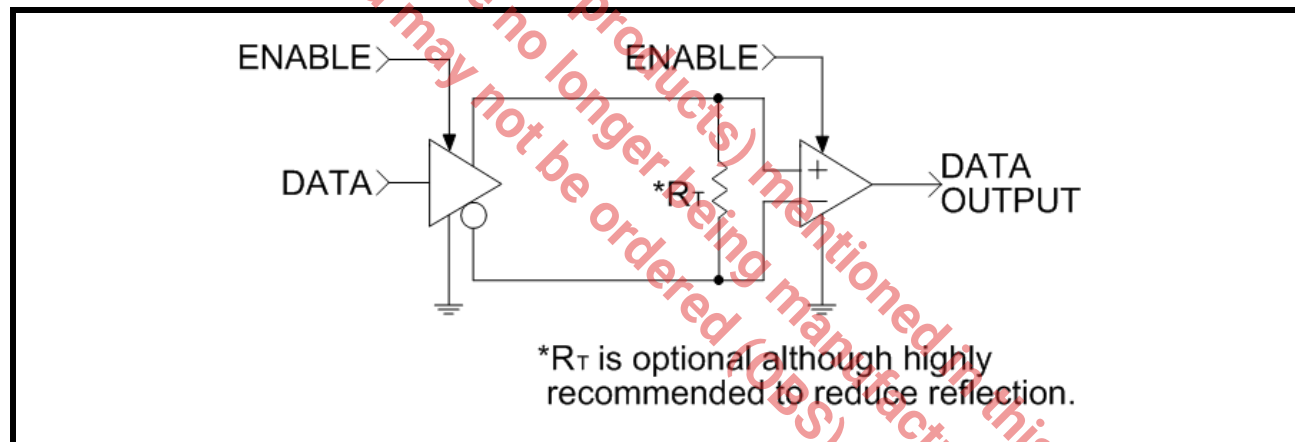 ENABLE
ENABLE
DATA
*RT
+
−
DATA
OUTPUT
*RT is optional although highly
recommended to reduce reflection.
products) mentioned in this
e no longer being manufact
d may not be ordered (OBS)